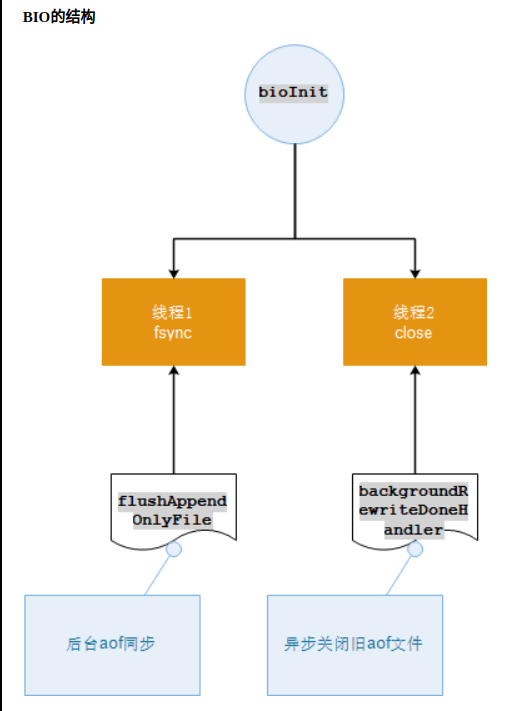 BIO的结构
bioInit
线程1
fsync
线程2
close
flushAppend
OnlyFile
backgroundR
ewriteDoneH
andler
后台aof同步
异步关闭旧aof文件